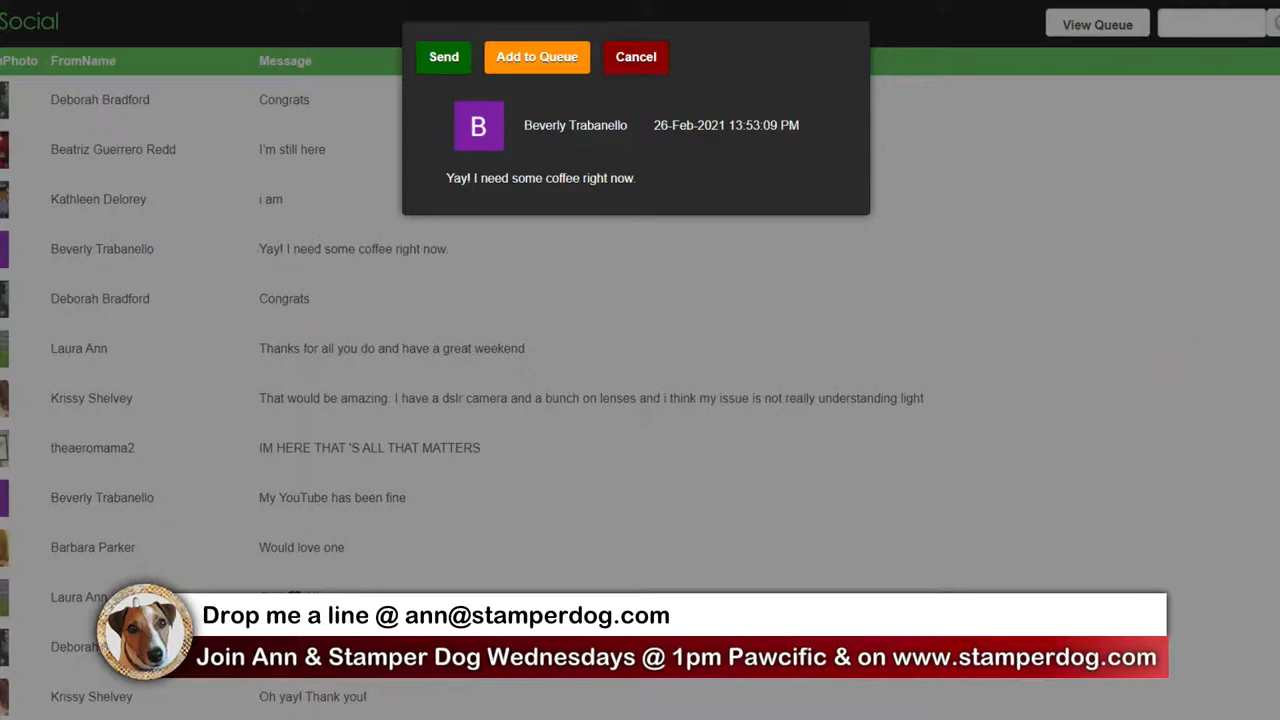 Social
View Queue
Send
Add to Queue
Cancel
Photo FromName Message
B Beverly Trabanello 26-Feb-2021 13:53:09 PM
Yay! I need some coffee right now.
Deborah Bradford Congrats
Beatriz Guerrero Redd I'm still here
Kathleen Delorey i am
Beverly Trabanello Yay! I need some coffee right now.
Deborah Bradford Congrats
Laura Ann Thanks for all you do and have a great weekend
Krissy Shelvey That would be amazing. I have a dslr camera and a bunch on lenses and i think my issue is not really understanding light
theaeromama2 IM HERE THAT 'S ALL THAT MATTERS
Beverly Trabanello My YouTube has been fine
Barbara Parker Would love one
Laura Ann
Drop me a line @ ann@stamperdog.com
Join Ann & Stamper Dog Wednesdays @ 1pm Pawcific & on www.stamperdog.com
Krissy Shelvey Oh yay! Thank you!